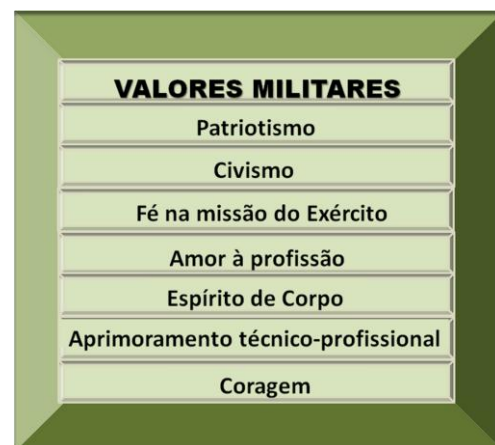 VALORES MILITARES
Patriotismo
Civismo
Fé na missão do Exército
Amor à profissão
Espírito de Corpo
Aprimoramento técnico-profissional
Coragem